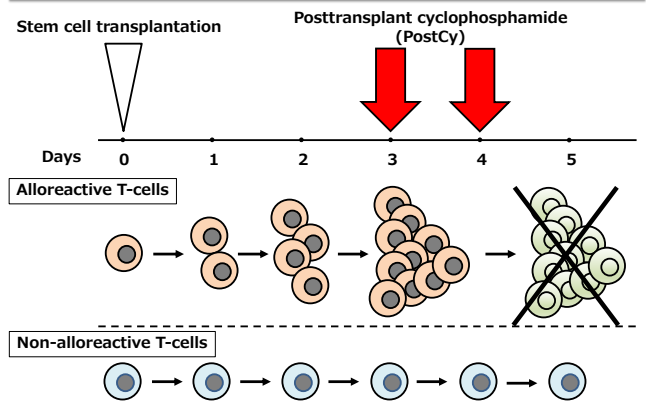 Stem cell transplantation
Posttransplant cyclophosphamide
(PostCy)
Days 0 1 2 3 4 5
Alloreactive T-cells
Non-alloreactive T-cells